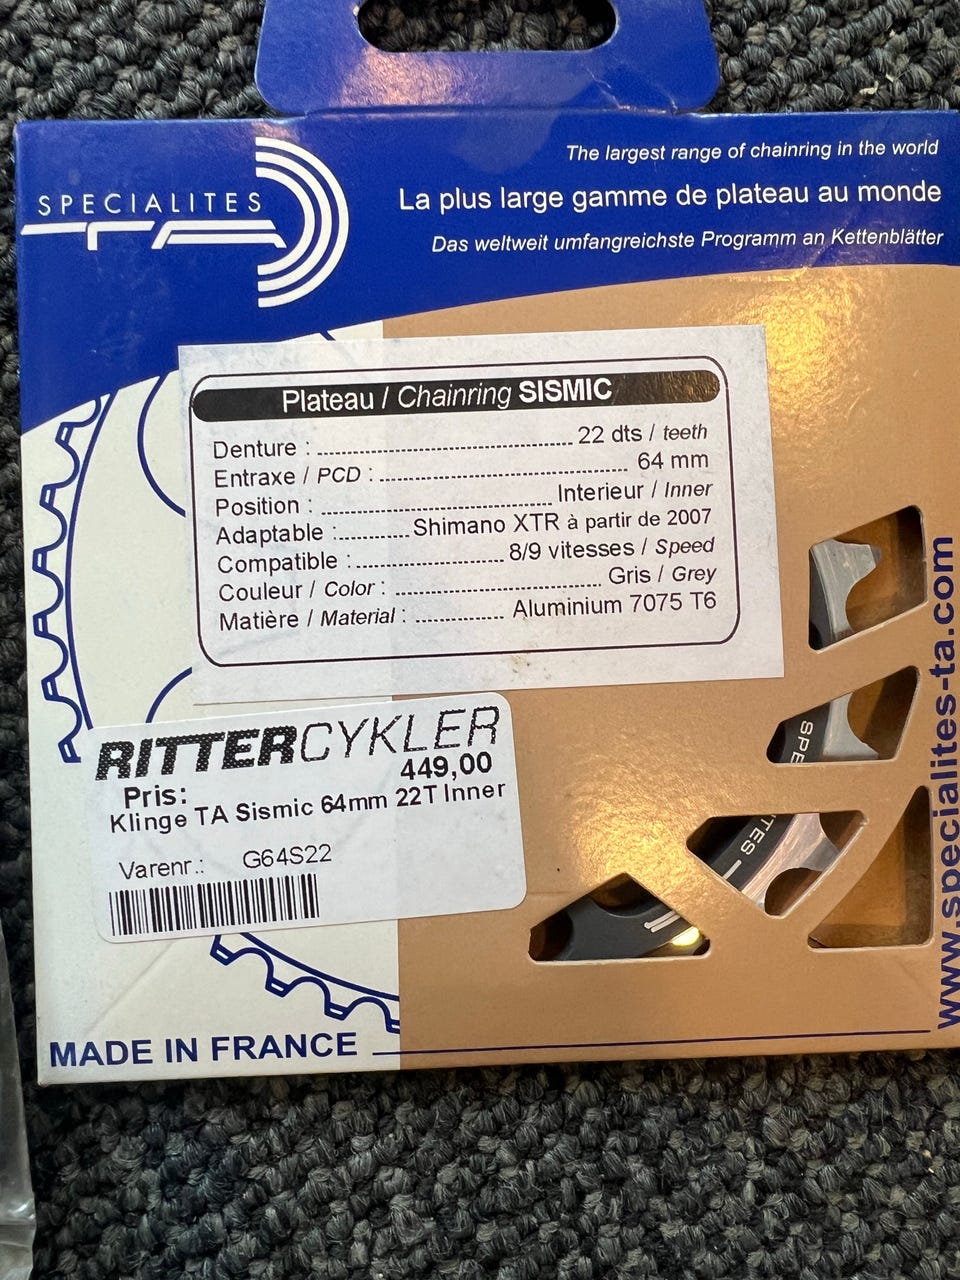 The largest range of chainring in the world
SPECIALITES
TA
La plus large gamme de plateau au monde
Das weltweit umfangreichste Programm an Kettenblätter
Plateau / Chainring SISMIC
Denture : ........ 22 dts / teeth
Entraxe / PCD : ........ 64 mm
Position : ........ Interieur / Inner
Adaptable : ........ Shimano XTR à partir de 2007
Compatible : ........ 8/9 vitesses / Speed
Couleur / Color : ........ Gris / Grey
Matière / Material : ........ Aluminium 7075 T6
RITTERCYKLER
Pris: 449,00
Klinge TA Sismic 64mm 22T Inner
Varenr.: G64S22
SPE
TES
www.specialites-ta.com
MADE IN FRANCE